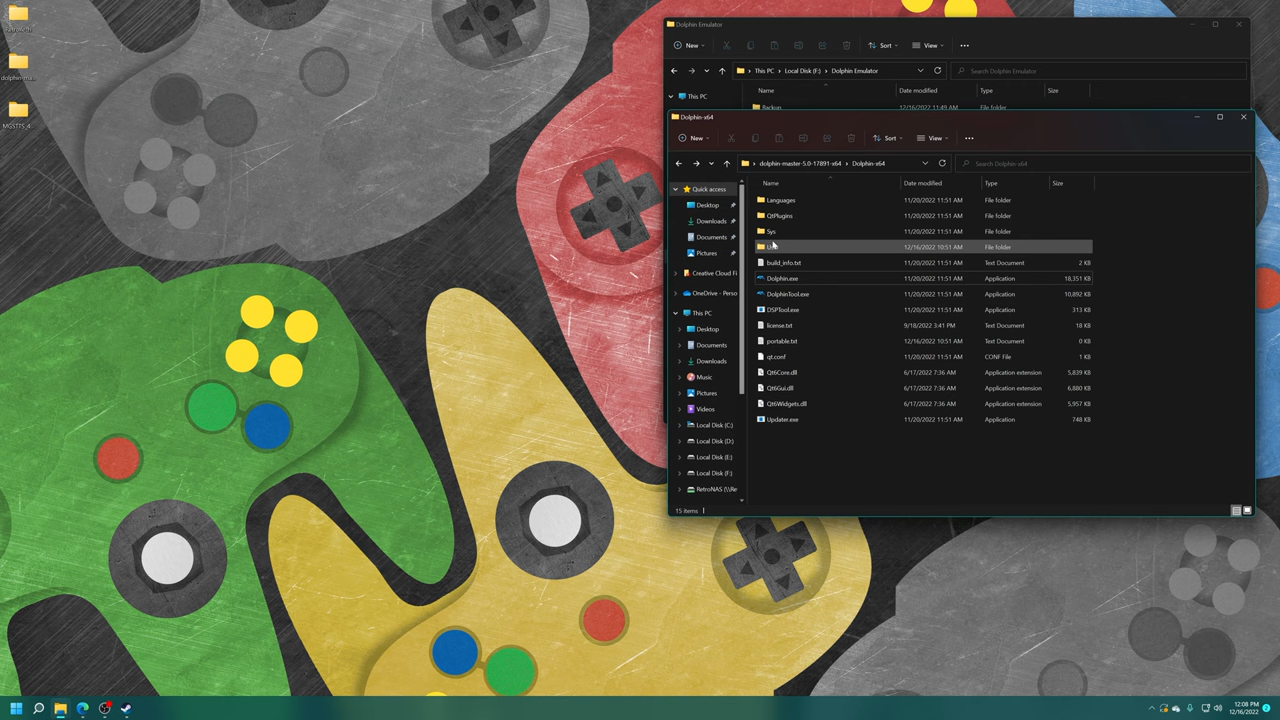 Dolphin Emulator
New
Sort
View
This PC
Local Disk (F:)
Dolphin Emulator
Search Dolphin Emulator
This PC
Name
Date modified
Type
Size
Backup
12/16/2022 11:49 AM
File folder
Dolphin-x64
New
Sort
View
dolphin-master-5.0-17891-x64
Dolphin-x64
Search Dolphin-x64
Quick access
Desktop
Downloads
Documents
Pictures
Creative Cloud Fi
OneDrive - Perso
This PC
Desktop
Documents
Downloads
Music
Pictures
Videos
Local Disk (C:)
Local Disk (D:)
Local Disk (E:)
Local Disk (F:)
RetroNAS (\\Re
Name
Date modified
Type
Size
Languages 11/20/2022 11:51 AM File folder
QtPlugins 11/20/2022 11:51 AM File folder
Sys 11/20/2022 11:51 AM File folder
12/16/2022 10:51 AM File folder
build_info.txt 11/20/2022 11:51 AM Text Document 2 KB
Dolphin.exe 11/20/2022 11:51 AM Application 18,351 KB
DolphinTool.exe 11/20/2022 11:51 AM Application 10,892 KB
DSPTool.exe 11/20/2022 11:51 AM Application 313 KB
license.txt 9/18/2022 3:41 PM Text Document 18 KB
portable.txt 12/16/2022 10:51 AM Text Document 0 KB
qt.conf 11/20/2022 11:51 AM CONF File 1 KB
Qt6Core.dll 6/17/2022 7:36 AM Application extension 5,839 KB
Qt6Gui.dll 6/17/2022 7:36 AM Application extension 6,880 KB
Qt6Widgets.dll 6/17/2022 7:36 AM Application extension 5,957 KB
Updater.exe 11/20/2022 11:51 AM Application 748 KB
15 items
dolphin-ma...
12:08 PM
12/16/2022
2